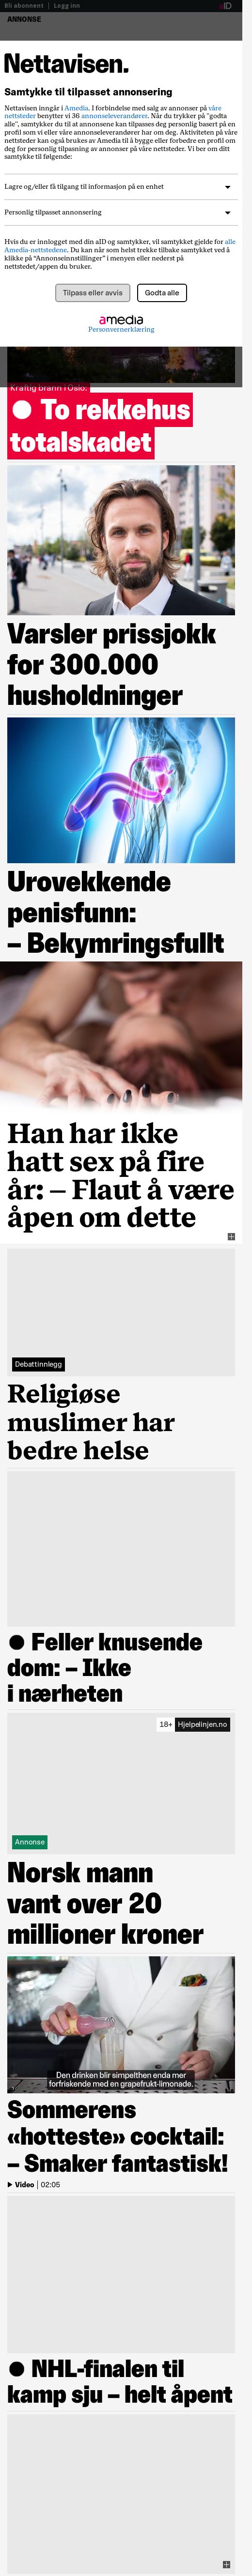 Bli abonnent | Logg inn
aID
ANNONSE
Nettavisen.
Samtykke til tilpasset annonsering
Nettavisen inngår i Amedia. I forbindelse med salg av annonser på våre
nettsteder benytter vi 36 annonseleverandører. Når du trykker på "godta
alle", samtykker du til at annonsene kan tilpasses deg personlig, basert på en
profil om deg eller våre annonseleverandører har om deg. Aktiviteten på våre
nettsteder kan også brukes av Amedia til å bygge eller forbedre en profil om
deg for personlig tilpasning av annonser på våre nettsteder. Vi ber om ditt
samtykke til følgende:
Lagre og/eller få tilgang til informasjon på en enhet
Personlig tilpasset annonsering
Hvis du er innlogget med din aID og samtykker, vil samtykket gjelde for alle
Amedia-nettstedene. Du kan når som helst trekke tilbake samtykket ved å
klikke på "Annonseinnstillinger" i menyen eller nederst på
nettstedet/appen du bruker.
Tilpass eller avvis
Godta alle
amedia
Personvernerklæring
Kraftig brann i Oslo:
To rekkehus
totalskadet
Varsler prissjokk
for 300.000
husholdninger
Urovekkende
penisfunn:
– Bekymringsfullt
Han har ikke
hatt sex på fire
år: – Flaut å være
åpen om dette
Debattinnlegg
Religiøse
muslimer har
bedre helse
Feller knusende
dom: – Ikke
i nærheten
18+ Hjelpelinjen.no
Annonse
Norsk mann
vant over 20
millioner kroner
Den drinken blir simpelthen enda mer
forfriskende med en grapefrukt-limonade.
Sommerens
«hotteste» cocktail:
– Smaker fantastisk!
Video | 02:05
NHL-finalen til
kamp sju – helt åpent